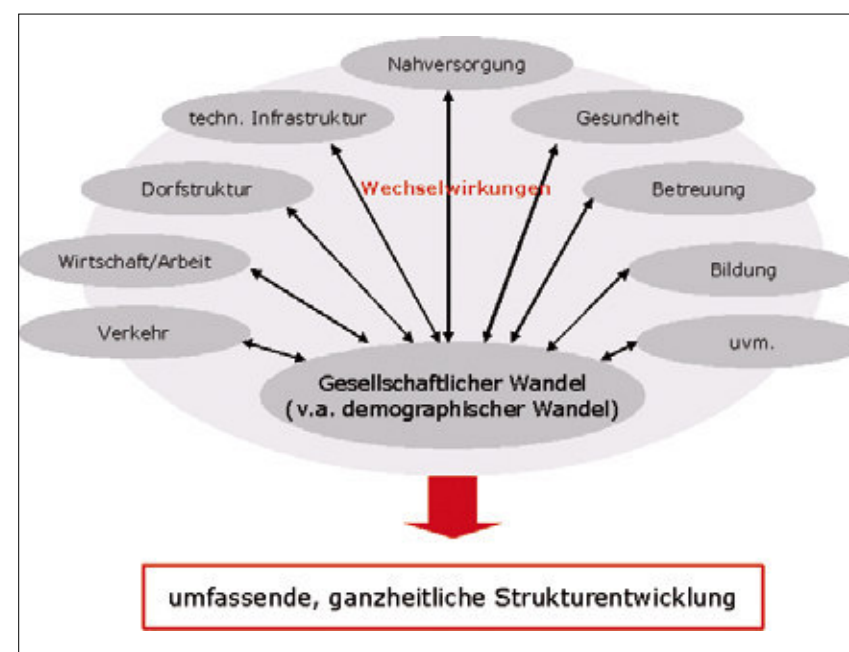 Nahversorgung
techn. Infrastruktur
Gesundheit
Wechselwirkungen
Dorfstruktur
Betreuung
Wirtschaft/Arbeit
Bildung
Verkehr
uvm.
Gesellschaftlicher Wandel
(v.a. demographischer Wandel)
umfassende, ganzheitliche Strukturentwicklung